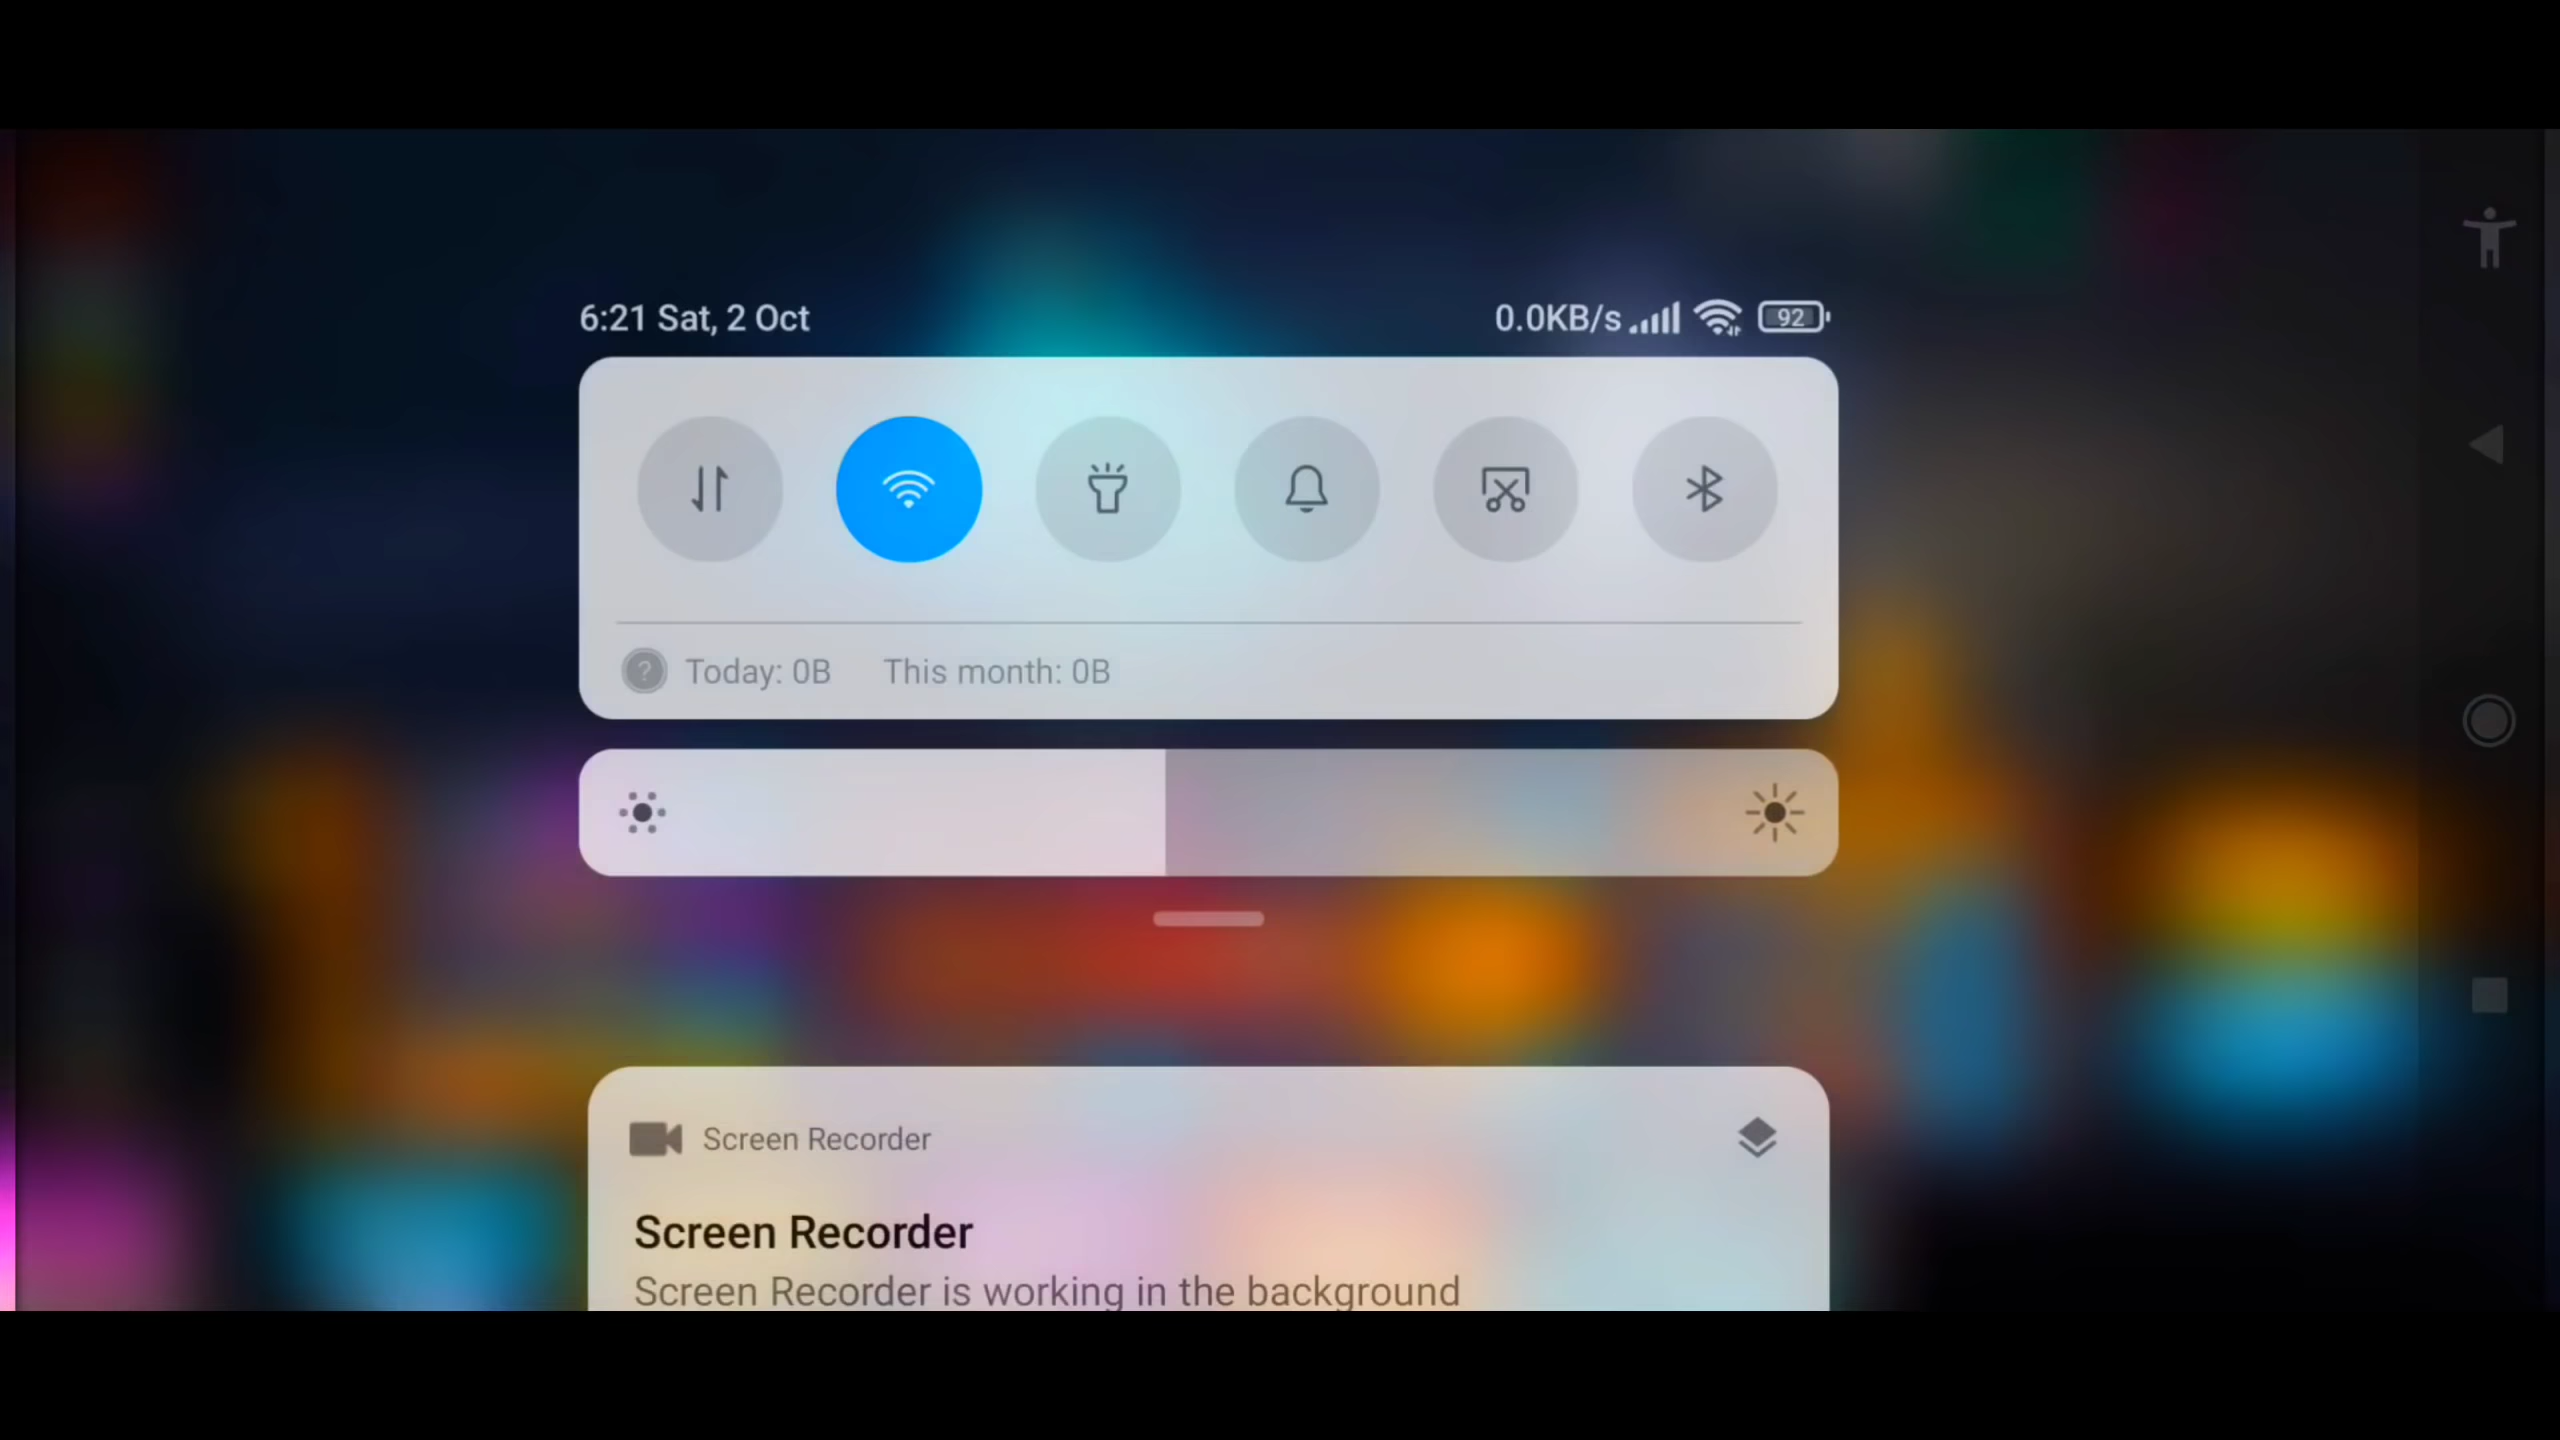 6:21 Sat, 2 Oct 0.0KB/s 92
Today: 0B This month: 0B
Screen Recorder
Screen Recorder
Screen Recorder is working in the background